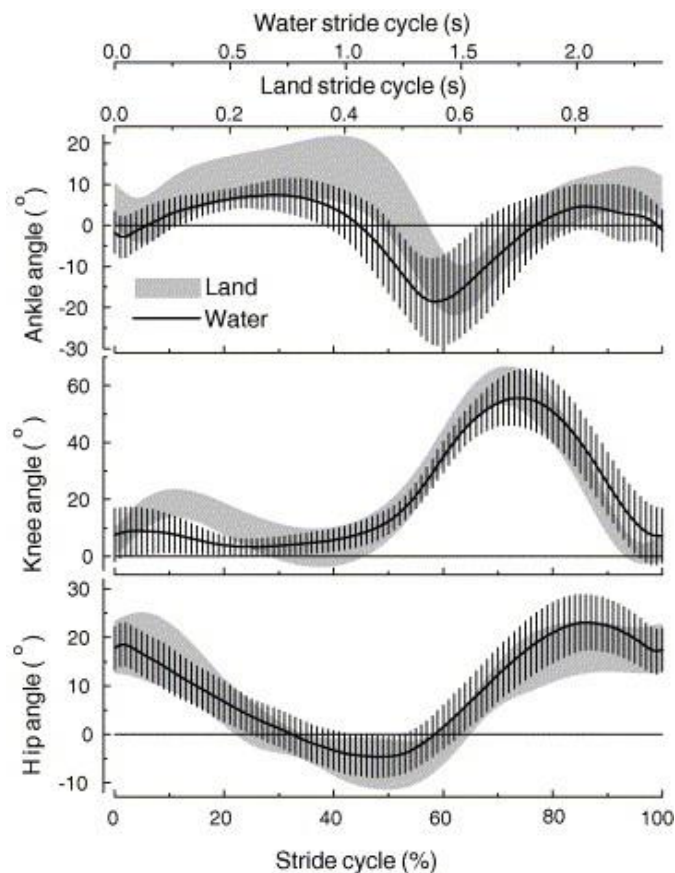 Water stride cycle (s)
0.0 0.5 1.0 1.5 2.0
Land stride cycle (s)
0.0 0.2 0.4 0.6 0.8
Ankle angle (°)
20
10
0
-10
-20
-30
Land
Water
Knee angle (°)
60
40
20
0
Hip angle (°)
30
20
10
0
-10
0 20 40 60 80 100
Stride cycle (%)